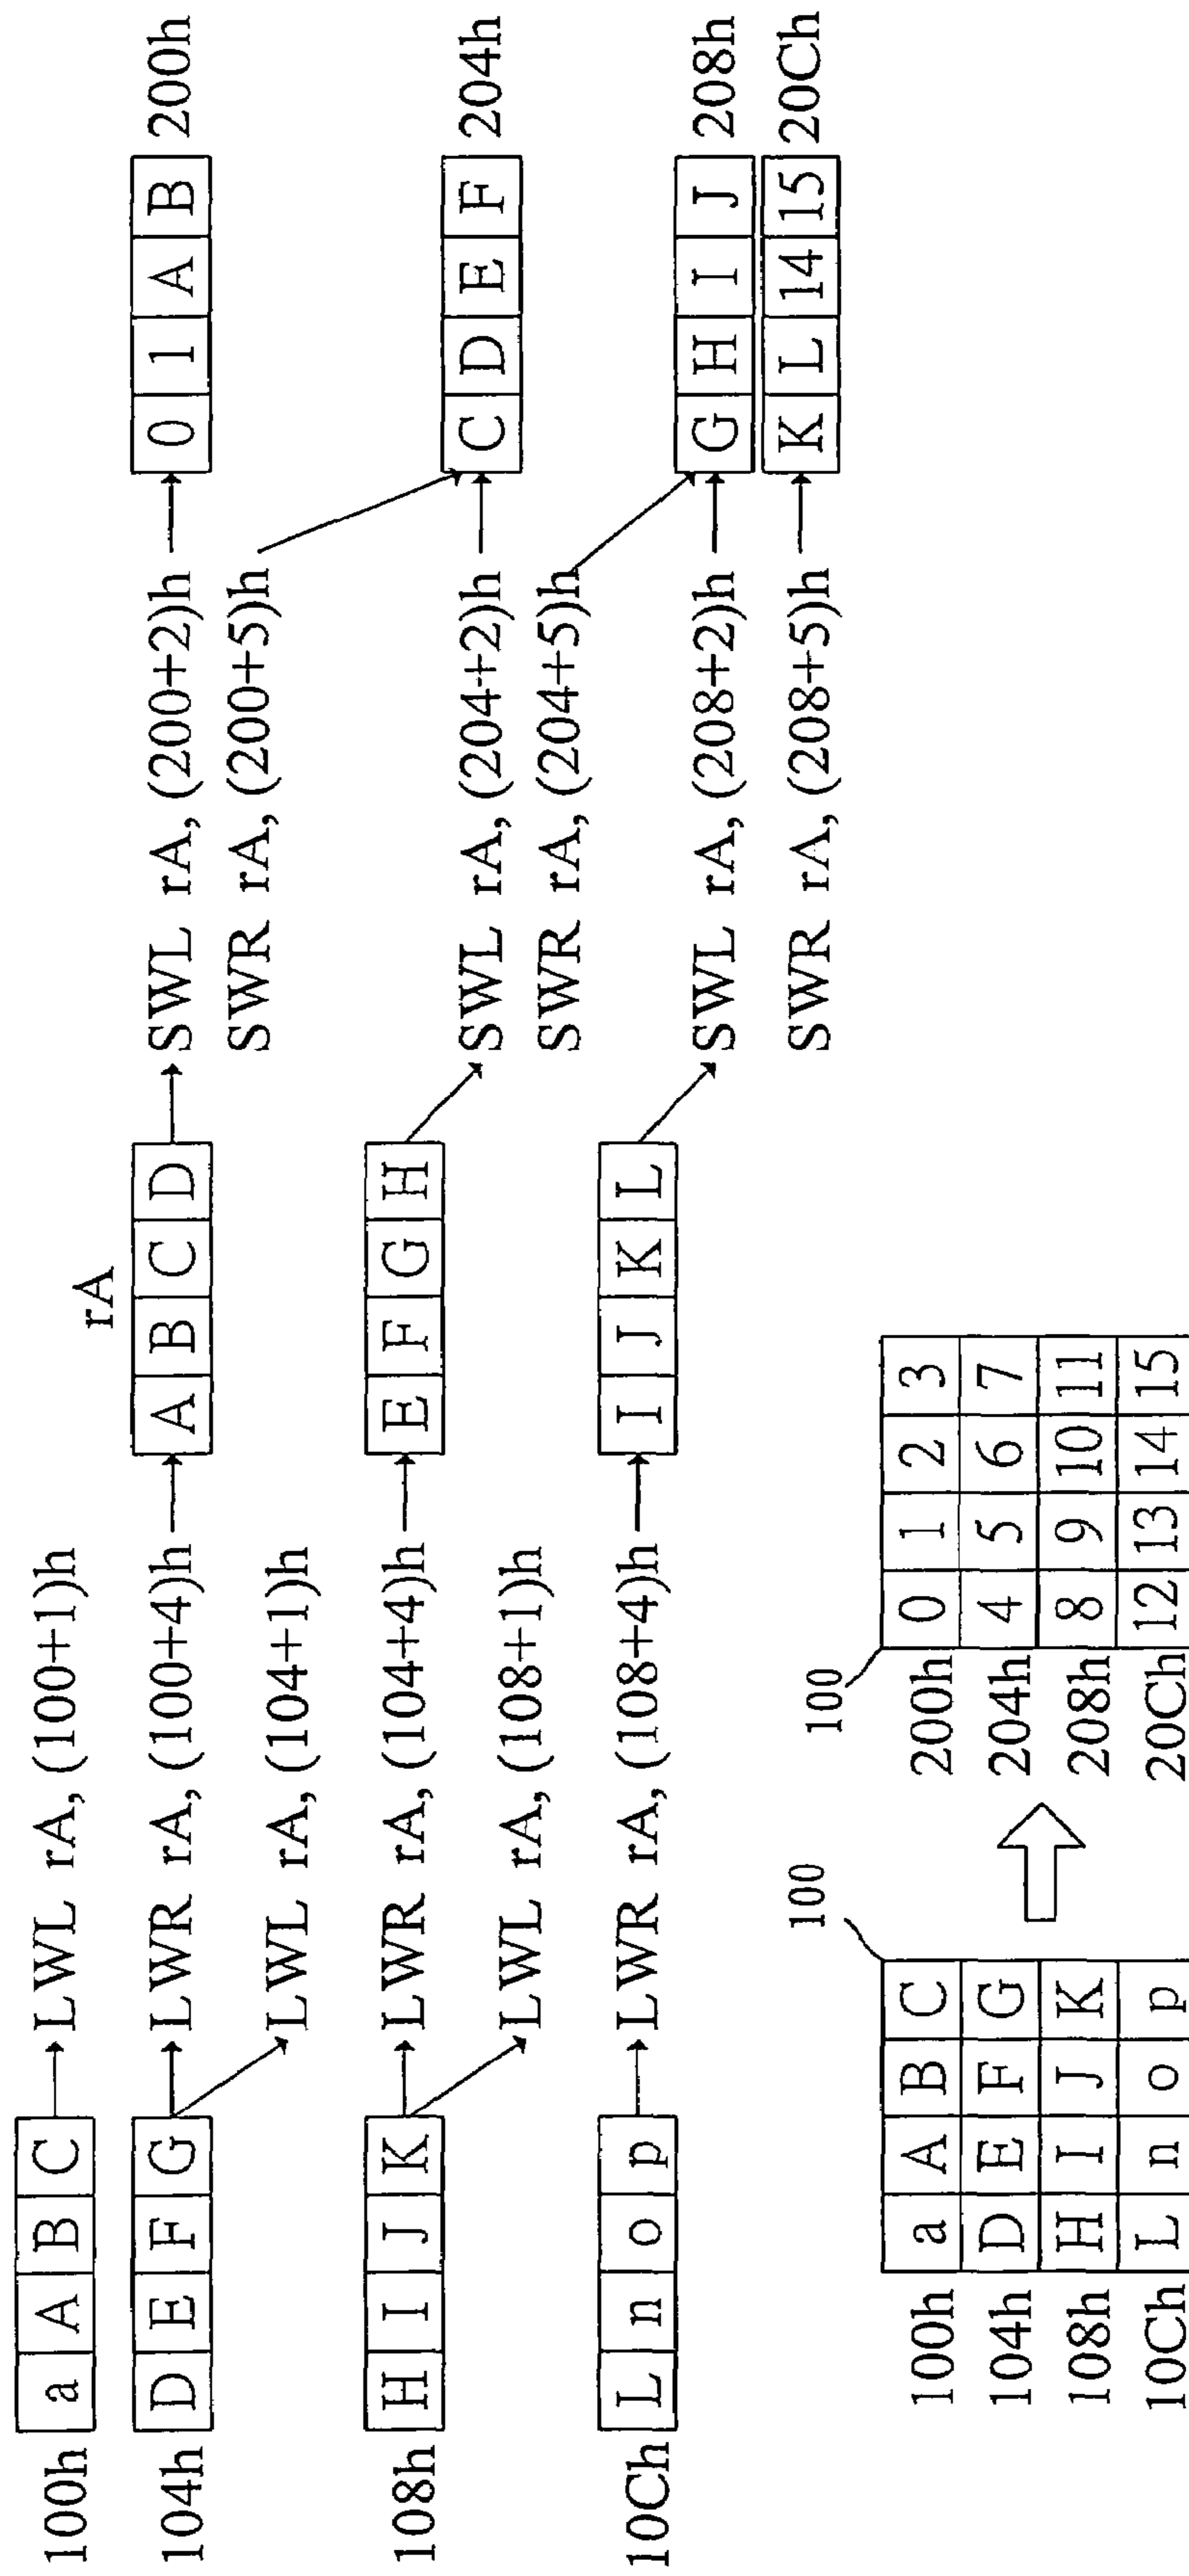 100h a A B C LWL rA, (100+1)h
rA
104h D E F G LWR rA, (100+4)h A B C D SWL rA, (200+2)h 0 1 A B 200h
SWR rA, (200+5)h
LWL rA, (104+1)h
108h H I J K LWR rA, (104+4)h E F G H SWL rA, (204+2)h C D E F 204h
LWL rA, (108+1)h SWR rA, (204+5)h
10Ch L n o p LWR rA, (108+4)h I J K L SWL rA, (208+2)h G H I J 208h
SWR rA, (208+5)h K L 14 15 20Ch
100 100
100h a A B C 200h 0 1 2 3
104h D E F G 204h 4 5 6 7
108h H I J K 208h 8 9 10 11
10Ch L n o p 20Ch 12 13 14 15